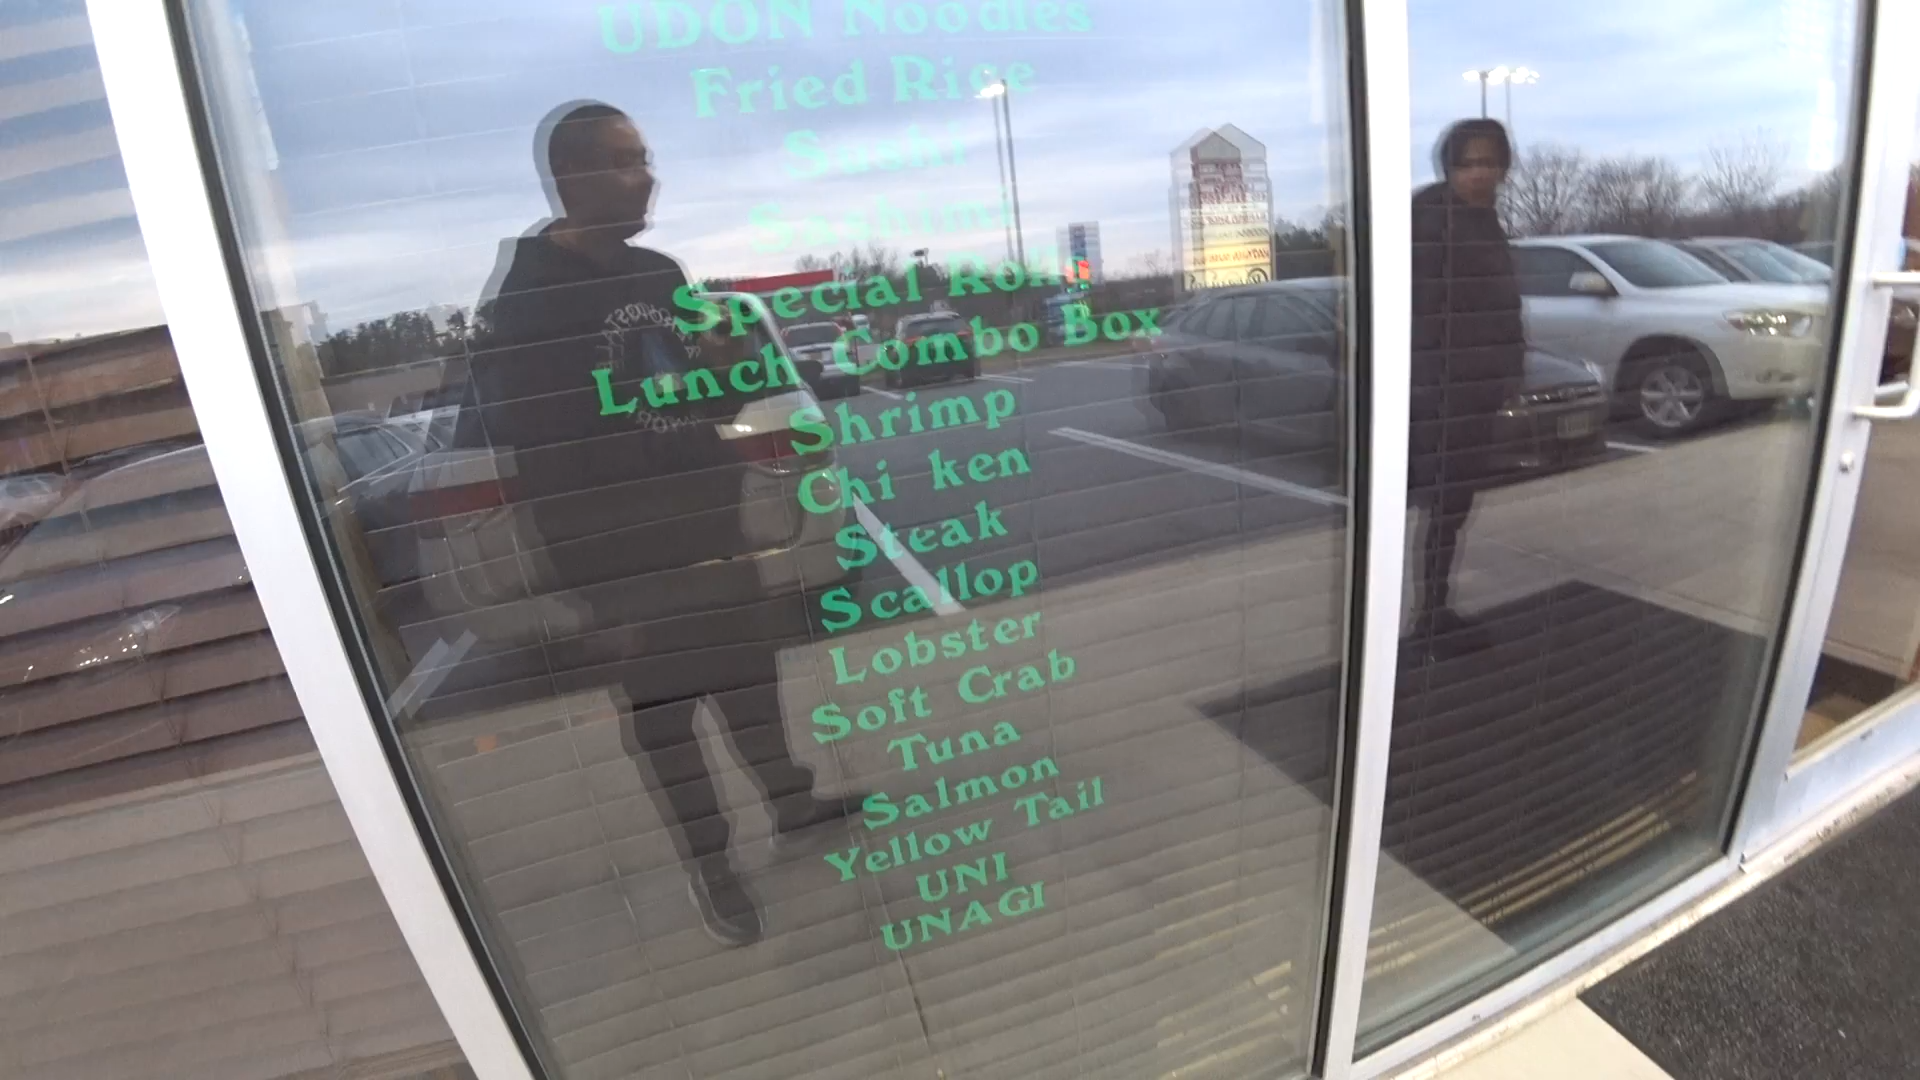 UDON Noodles
Fried Rice
Sushi
Sashimi
Special Roll
Lunch Combo Box
Shrimp
Chi ken
Steak
Scallop
Lobster
Soft Crab
Tuna
Salmon
Yellow Tail
UNI
UNAGI